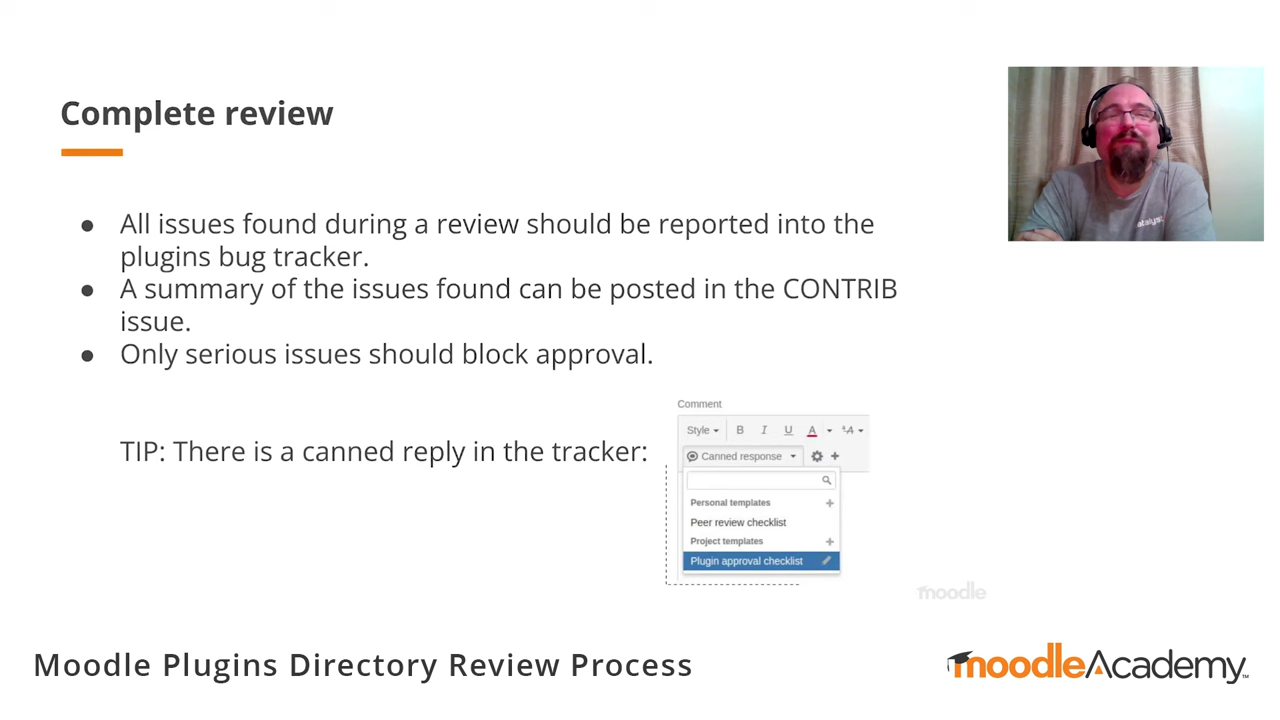 Complete review
● All issues found during a review should be reported into the
plugins bug tracker.
● A summary of the issues found can be posted in the CONTRIB
issue.
● Only serious issues should block approval.
TIP: There is a canned reply in the tracker:
Comment
Style B I U A ªA
Canned response
Personal templates
Peer review checklist
Project templates
Plugin approval checklist
catalyst
moodle
Moodle Plugins Directory Review Process
moodleAcademy™